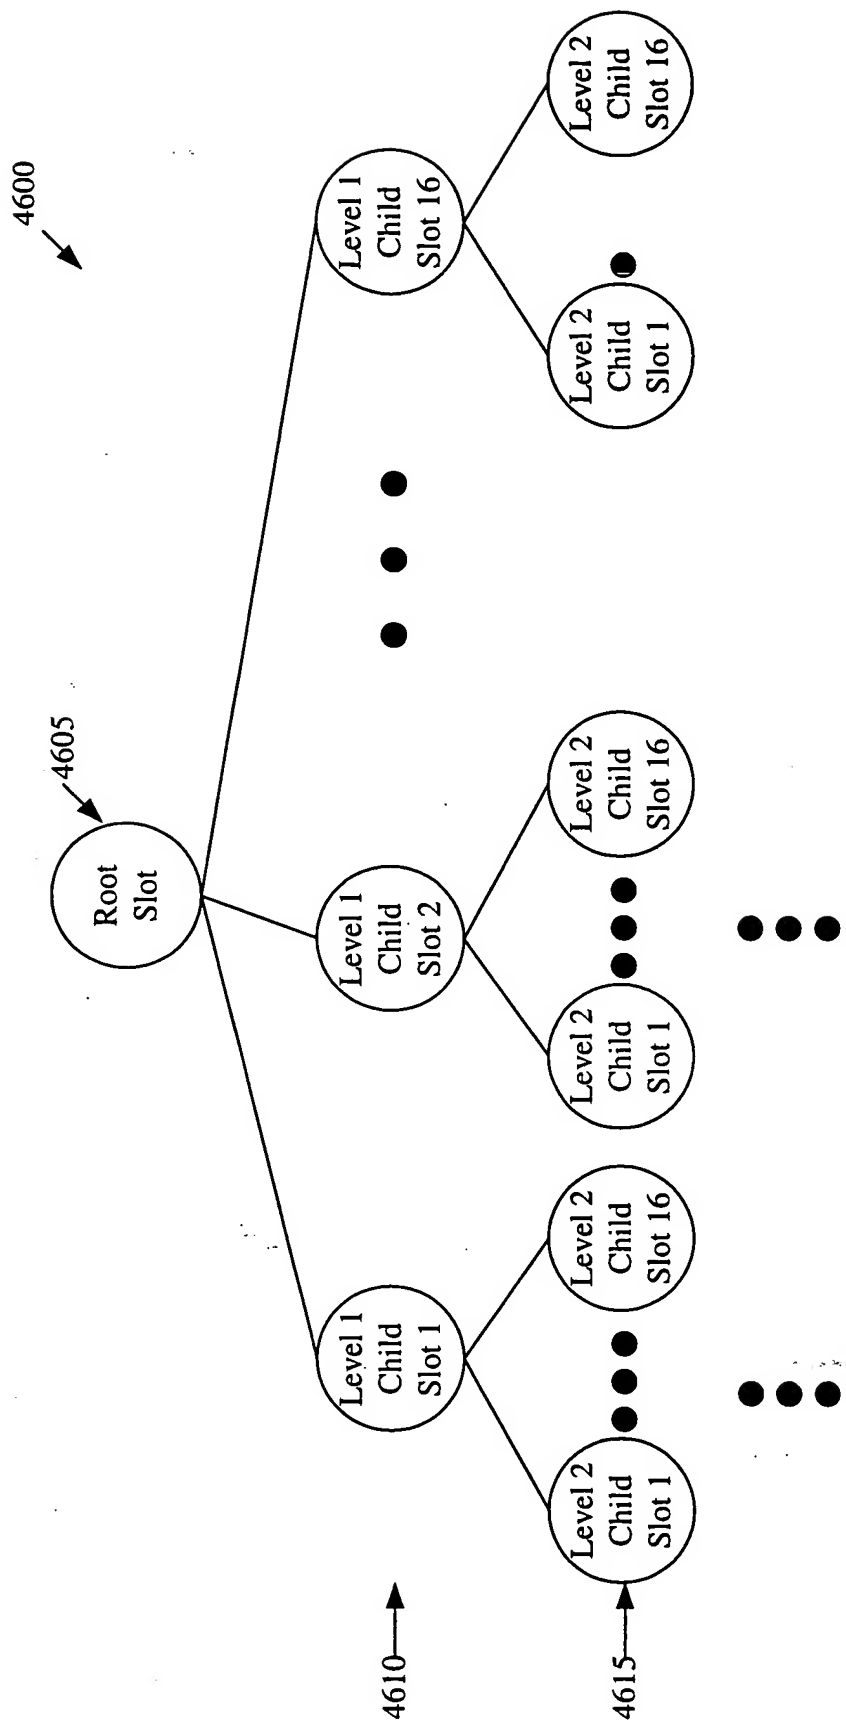 4600
4605
Root
Slot
4610
Level 1
Child
Slot 1
Level 1
Child
Slot 2
Level 1
Child
Slot 16
4615
Level 2
Child
Slot 1
Level 2
Child
Slot 16
Level 2
Child
Slot 1
Level 2
Child
Slot 16
Level 2
Child
Slot 1
Level 2
Child
Slot 16